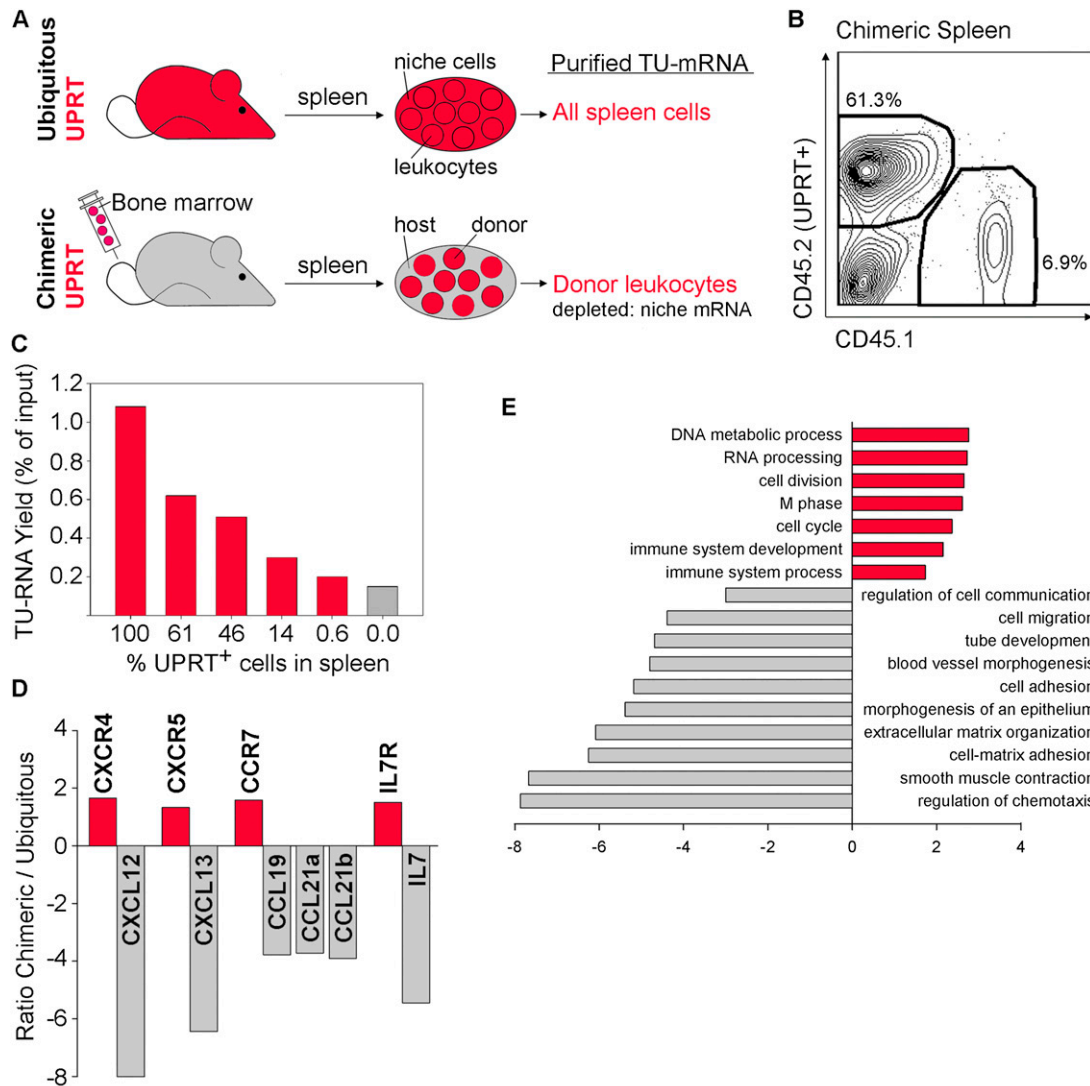 A
Ubiquitous
UPRT
spleen
niche cells
leukocytes
Purified TU-mRNA
All spleen cells
Chimeric
UPRT
Bone marrow
spleen
host
donor
Donor leukocytes
depleted: niche mRNA
B
Chimeric Spleen
61.3%
6.9%
CD45.2 (UPRT+)
CD45.1
C
TU-RNA Yield (% of input)
1.2
1.0
0.8
0.6
0.4
0.2
100 61 46 14 0.6 0.0
% UPRT+ cells in spleen
D
Ratio Chimeric / Ubiquitous
4
2
0
-2
-4
-6
-8
CXCR4
CXCL12
CXCR5
CXCL13
CCR7
CCL19
CCL21a
CCL21b
IL7R
IL7
E
DNA metabolic process
RNA processing
cell division
M phase
cell cycle
immune system development
immune system process
regulation of cell communication
cell migration
tube development
blood vessel morphogenesis
cell adhesion
morphogenesis of an epithelium
extracellular matrix organization
cell-matrix adhesion
smooth muscle contraction
regulation of chemotaxis
-8 -6 -4 -2 0 2 4